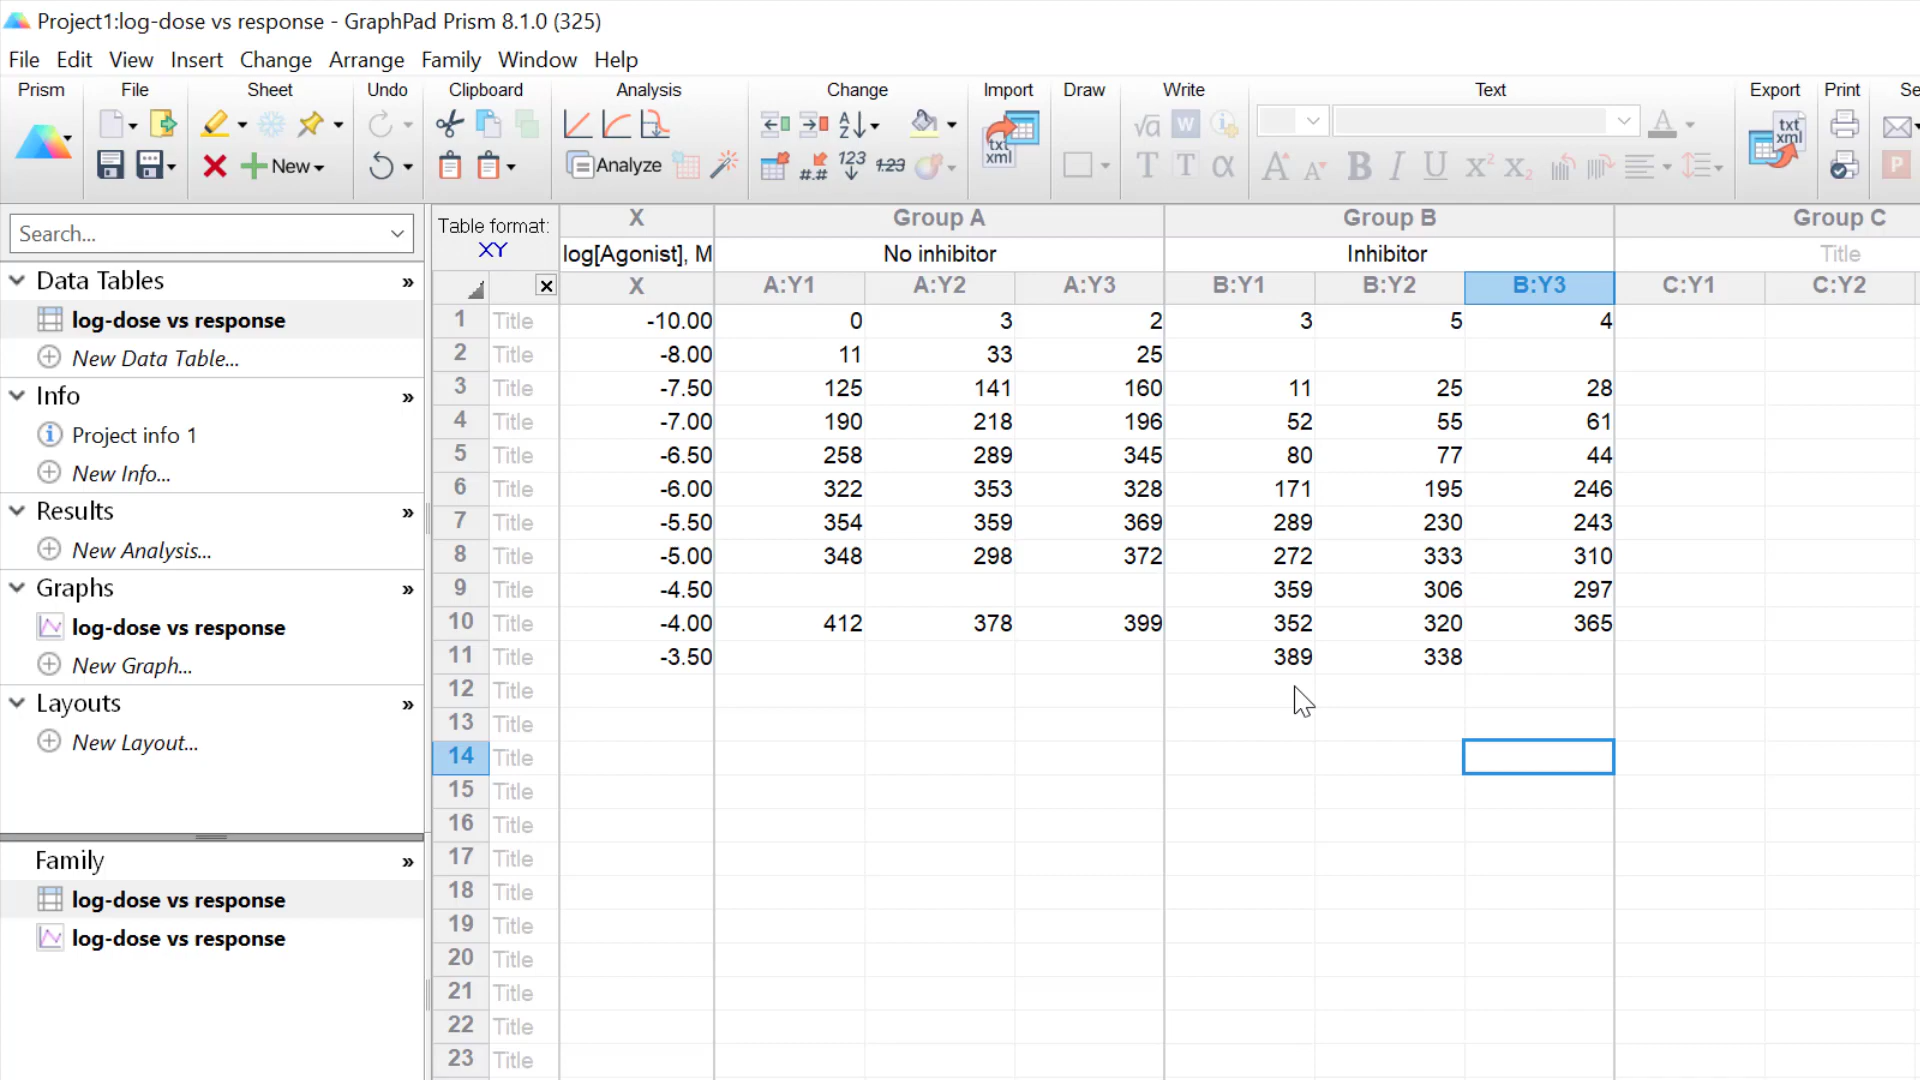 Project1:log-dose vs response - GraphPad Prism 8.1.0 (325)
File Edit View Insert Change Arrange Family Window Help
Prism File Sheet Undo Clipboard Analysis Change Import Draw Write Text Export Print Se
New Analyze
Search...
Data Tables »
log-dose vs response
New Data Table...
Info »
Project info 1
New Info...
Results »
New Analysis...
Graphs »
log-dose vs response
New Graph...
Layouts »
New Layout...
Family »
log-dose vs response
log-dose vs response
Table format: X Group A Group B Group C
XY log[Agonist], M No inhibitor Inhibitor Title
X A:Y1 A:Y2 A:Y3 B:Y1 B:Y2 B:Y3 C:Y1 C:Y2
1 Title -10.00 0 3 2 3 5 4
2 Title -8.00 11 33 25
3 Title -7.50 125 141 160 11 25 28
4 Title -7.00 190 218 196 52 55 61
5 Title -6.50 258 289 345 80 77 44
6 Title -6.00 322 353 328 171 195 246
7 Title -5.50 354 359 369 289 230 243
8 Title -5.00 348 298 372 272 333 310
9 Title -4.50 359 306 297
10 Title -4.00 412 378 399 352 320 365
11 Title -3.50 389 338
12 Title
13 Title
14 Title
15 Title
16 Title
17 Title
18 Title
19 Title
20 Title
21 Title
22 Title
23 Title